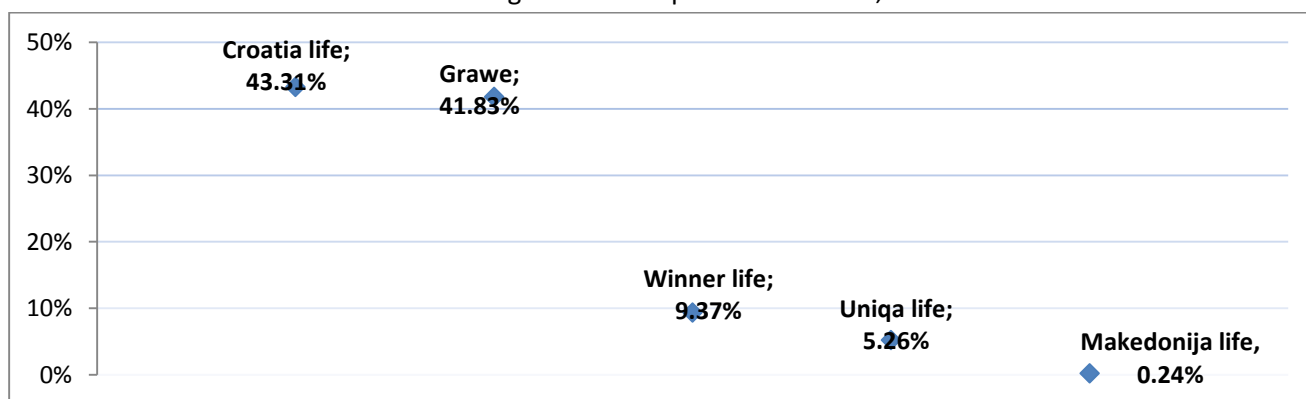 50%
40%
30%
20%
10%
0%
Croatia life;
43.31%
Grawe;
41.83%
Winner life;
9.37%
Uniqa life;
5.26%
Makedonija life,
0.24%